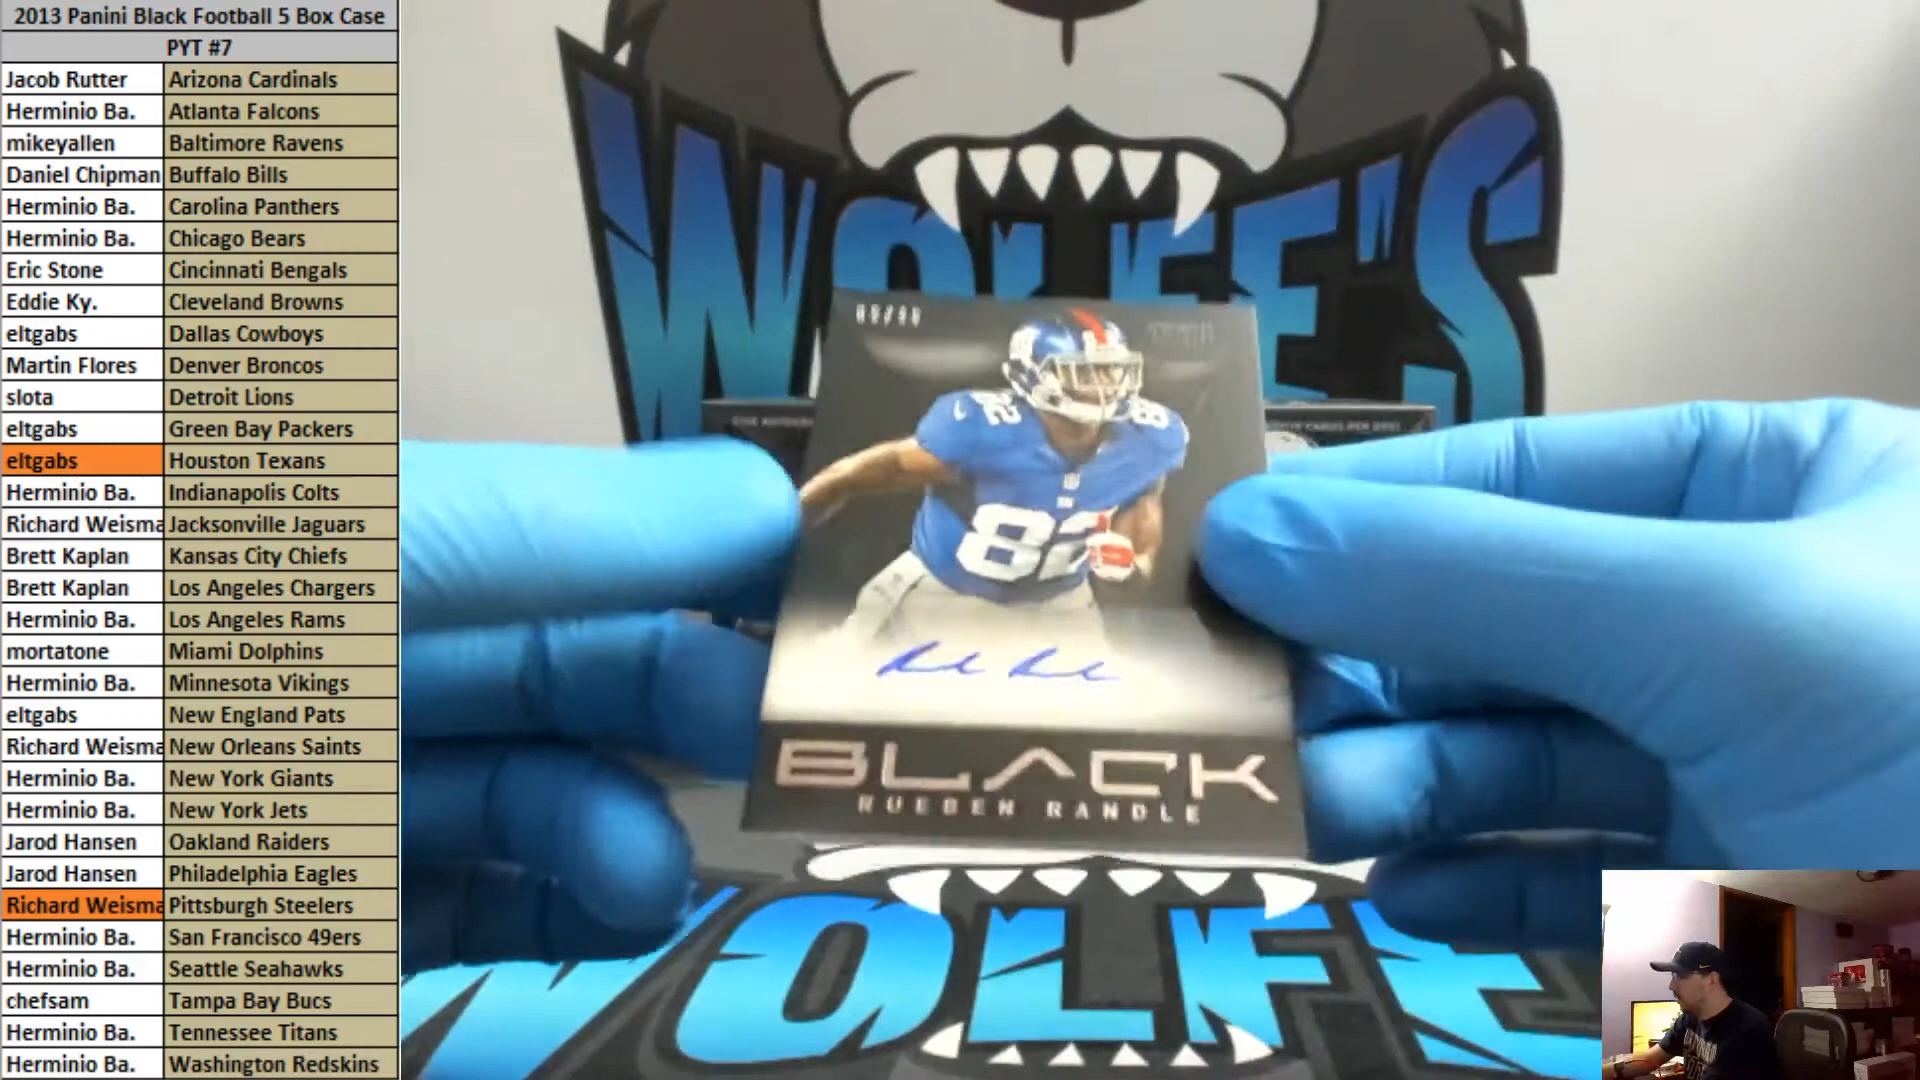 2013 Panini Black Football 5 Box Case
PYT #7
Jacob Rutter Arizona Cardinals
Herminio Ba. Atlanta Falcons
mikeyallen Baltimore Ravens
Daniel Chipman Buffalo Bills
Herminio Ba. Carolina Panthers
Herminio Ba. Chicago Bears
Eric Stone Cincinnati Bengals
Eddie Ky. Cleveland Browns
eltgabs Dallas Cowboys
Martin Flores Denver Broncos
slota Detroit Lions
eltgabs Green Bay Packers
eltgabs Houston Texans
Herminio Ba. Indianapolis Colts
Richard Weisma Jacksonville Jaguars
Brett Kaplan Kansas City Chiefs
Brett Kaplan Los Angeles Chargers
Herminio Ba. Los Angeles Rams
mortatone Miami Dolphins
Herminio Ba. Minnesota Vikings
eltgabs New England Pats
Richard Weisma New Orleans Saints
Herminio Ba. New York Giants
Herminio Ba. New York Jets
Jarod Hansen Oakland Raiders
Jarod Hansen Philadelphia Eagles
Richard Weisma Pittsburgh Steelers
Herminio Ba. San Francisco 49ers
Herminio Ba. Seattle Seahawks
chefsam Tampa Bay Bucs
Herminio Ba. Tennessee Titans
Herminio Ba. Washington Redskins
WOLFE'S
82
82
82
BLACK
RUEBEN RANDLE
WOLFE